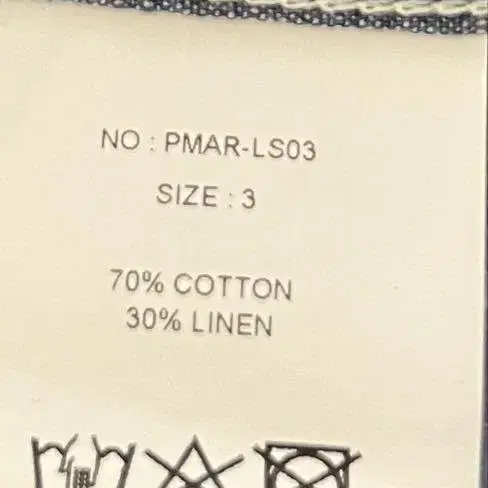 NO : PMAR-LS03
SIZE : 3
70% COTTON
30% LINEN